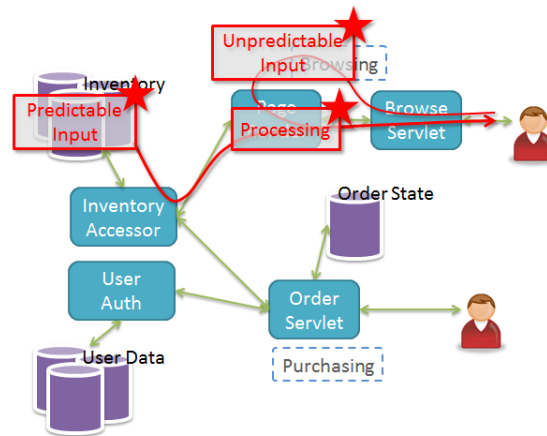 Unpredictable
Input
Browsing
Inventory
Predictable
Input
Page
Processing
Browse
Servlet
Order State
Inventory
Accessor
User
Auth
Order
Servlet
User Data
Purchasing